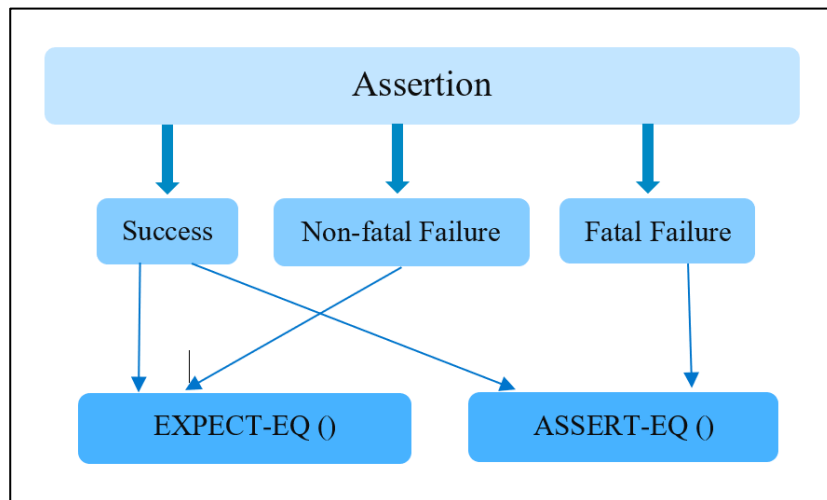 Assertion
Success
Non-fatal Failure
Fatal Failure
EXPECT-EQ ()
ASSERT-EQ ()